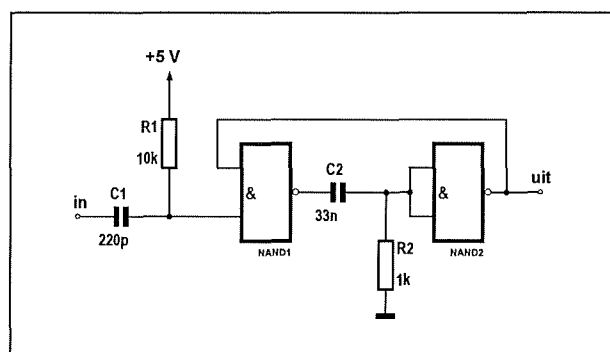 +5 V
R1
10k
C1
in
220p
&
NAND1
C2
33n
R2
1k
&
NAND2
uit